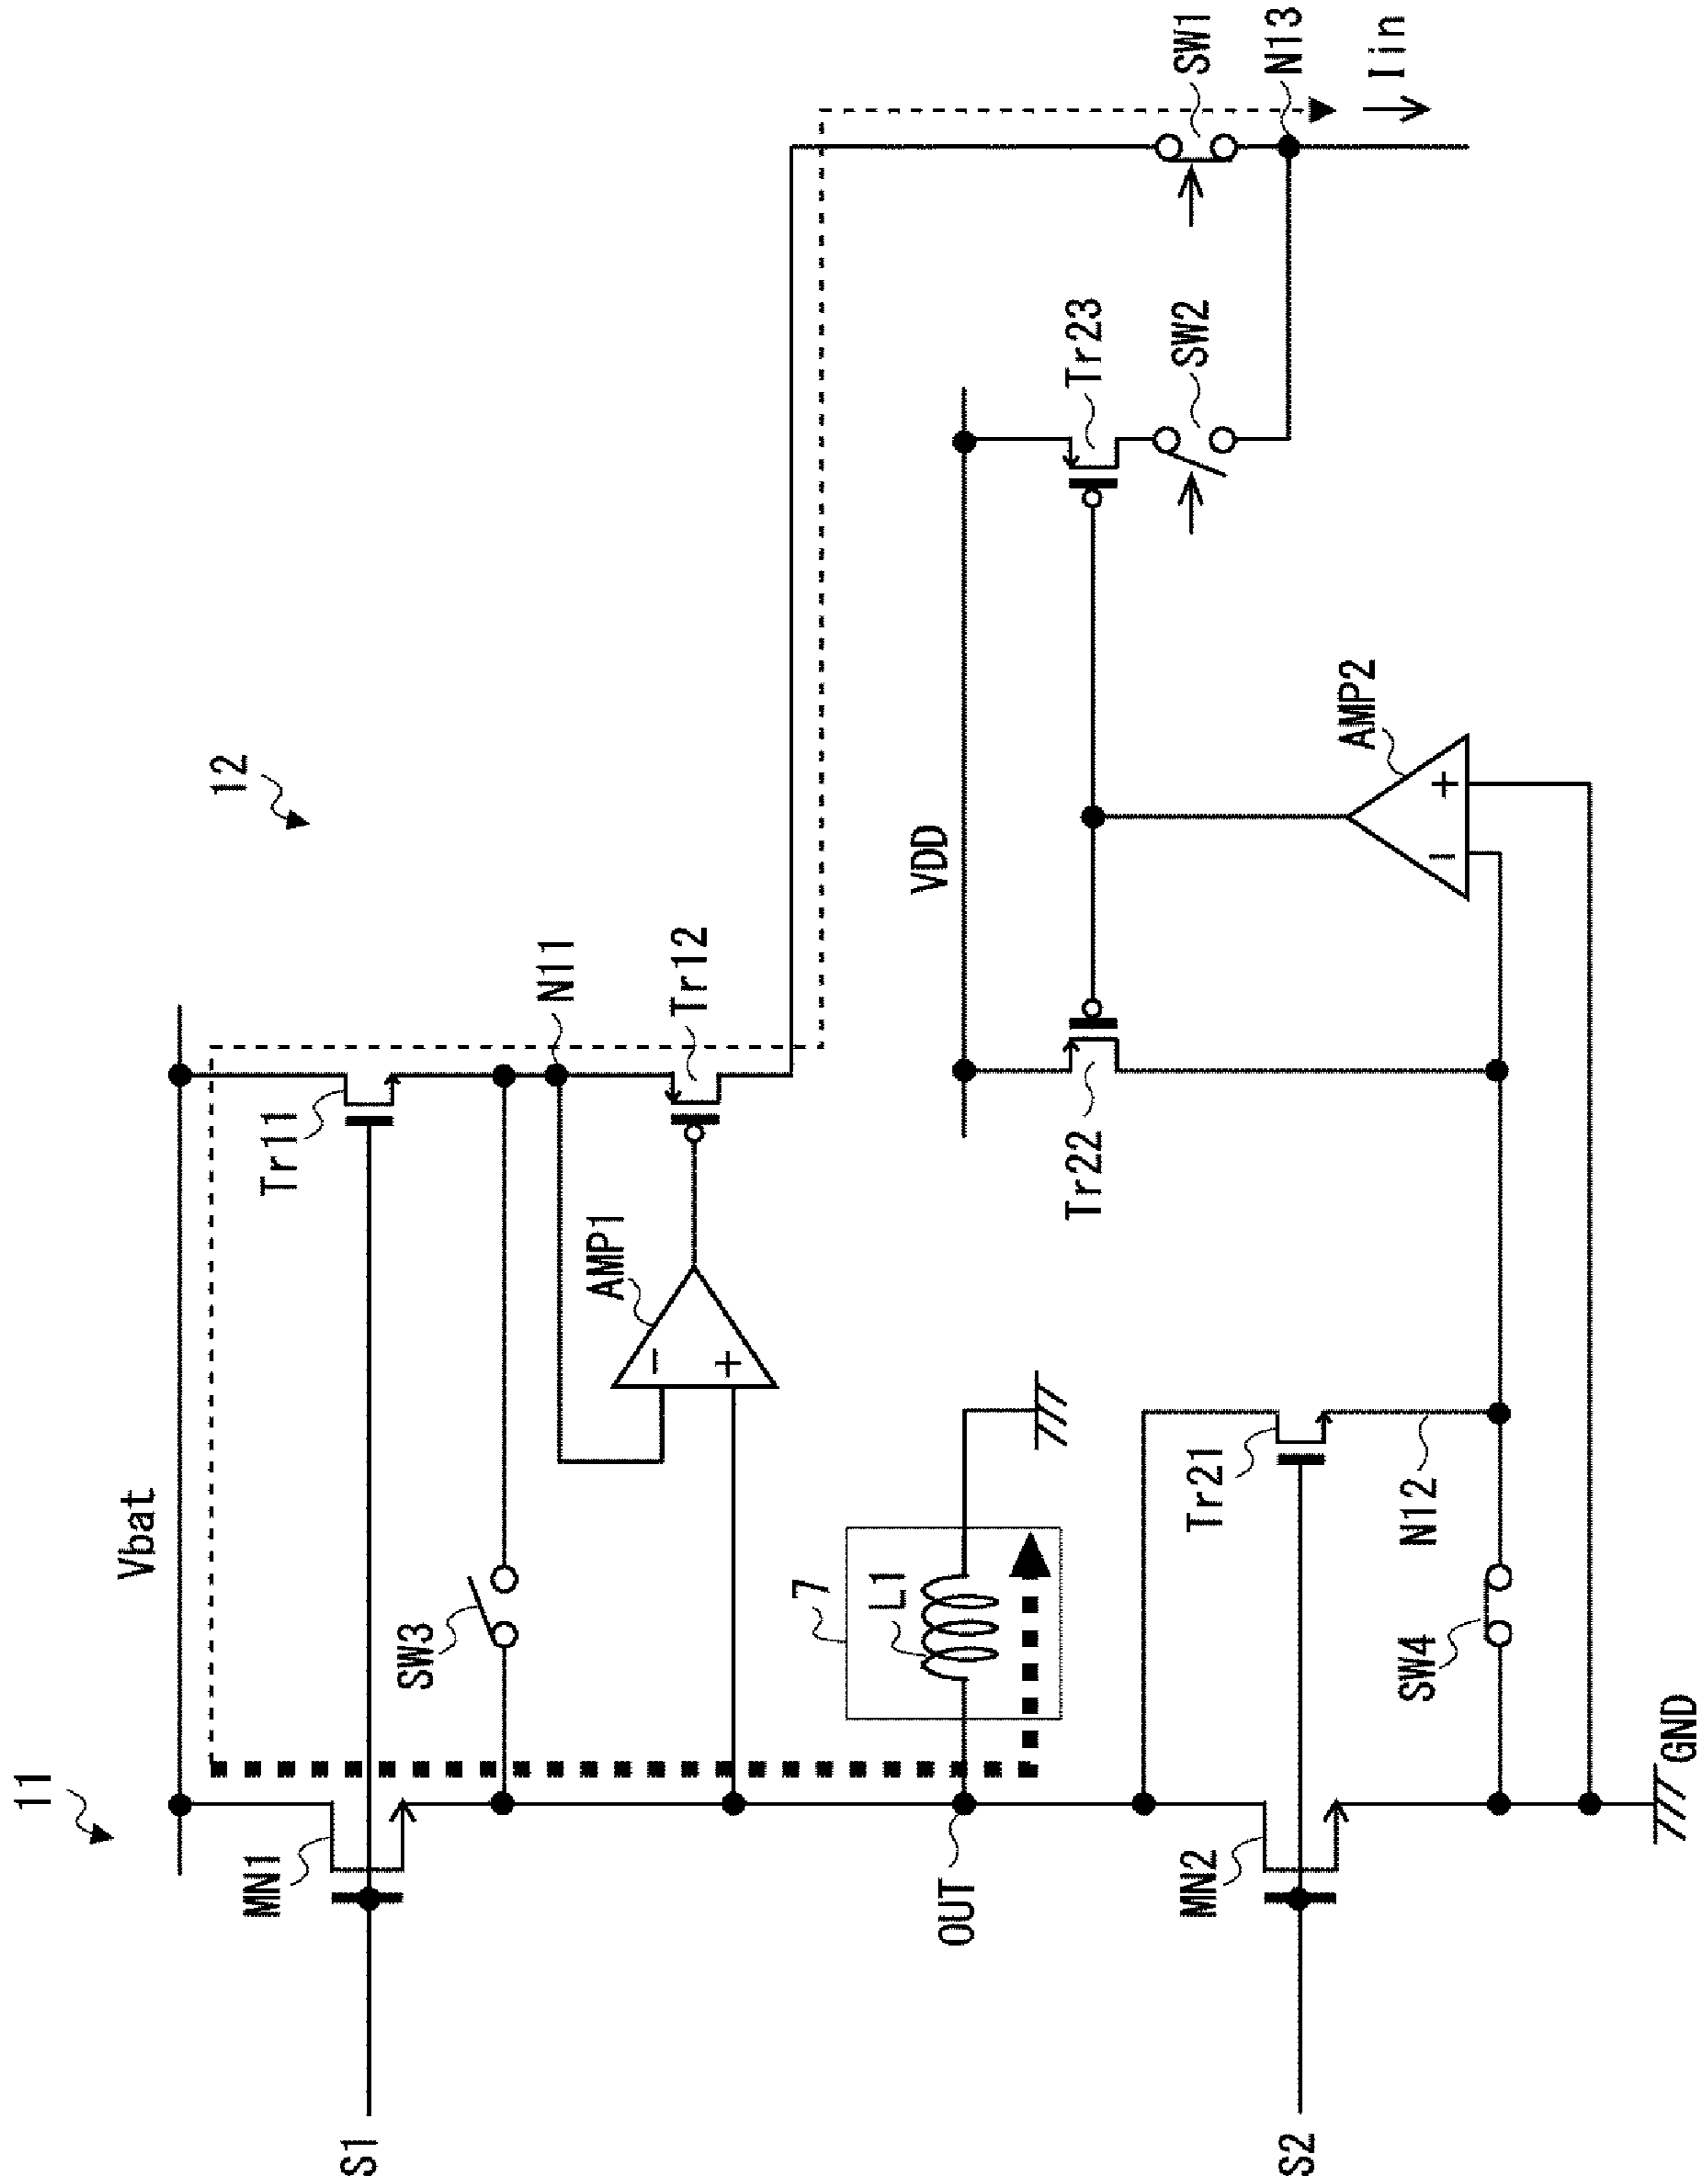 11
12
Vbat
MN1
Tr11
S1
SW3
N11
AMP1
-
+
Tr12
7
L1
OUT
VDD
Tr22
Tr23
SW1
SW2
N13
Iin
MN2
Tr21
S2
N12
SW4
AMP2
-
+
GND